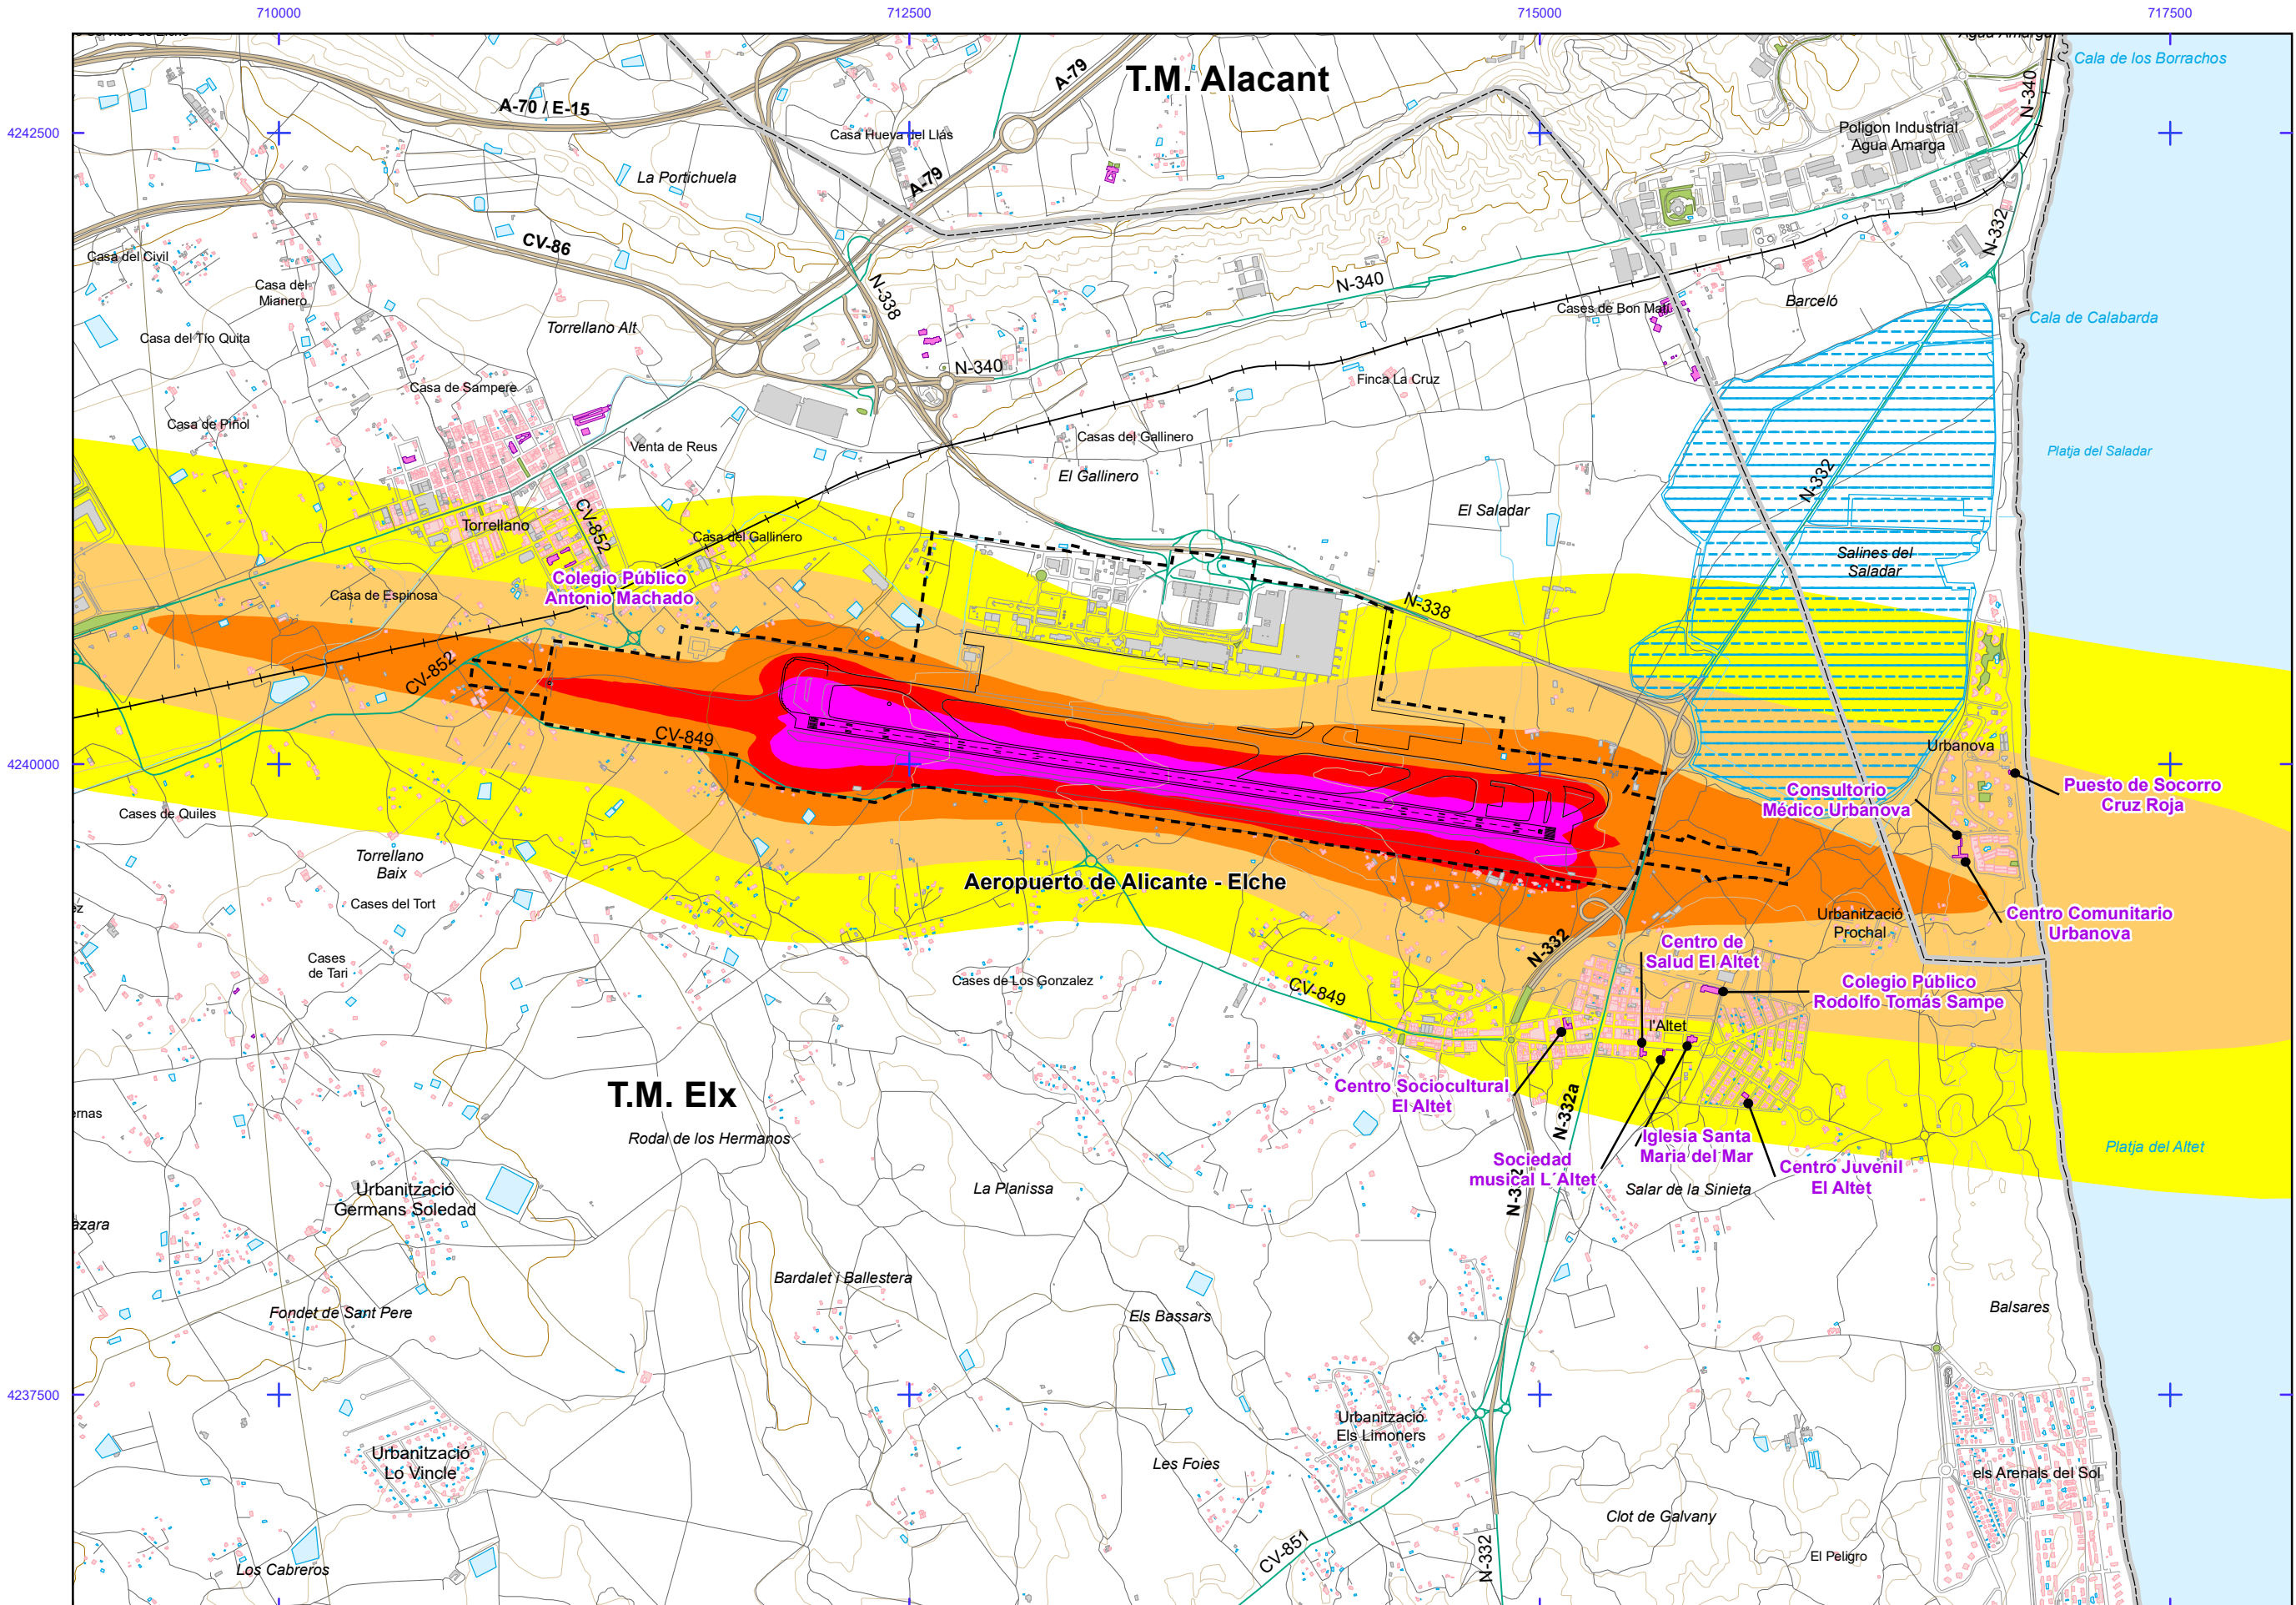 710000
712500
715000
717500
4242500
4240000
4237500
T.M. Alacant
A-79
A-70 / E-15
Casa Hueva del Llás
La Portichuela
A-79
CV-86
Casa del Civil
Casa del
Mianero
Casa del Tío Quita
Torrellano Alt
N-338
N-340
N-340
Casa de Sampere
Casa de Piñol
Venta de Reus
Finca La Cruz
Casas del Gallinero
El Gallinero
El Saladar
Poligon Industrial
Agua Amarga
Agua Amarga
N-340
N-332
Cala de los Borrachos
Cases de Bon Matí
Barceló
Cala de Calabarda
Platja del Saladar
N-332
Salines del
Saladar
Torrellano
CV-852
Casa del Gallinero
Colegio Público
Antonio Machado
Casa de Espinosa
N-338
CV-852
CV-849
Urbanova
Puesto de Socorro
Cruz Roja
Consultorio
Médico Urbanova
Cases de Quiles
Torrellano
Baix
Cases del Tort
Aeropuerto de Alicante - Elche
Urbanització
Prochal
Centro Comunitario
Urbanova
N-332
Centro de
Salud El Altet
Cases
de Tari
Cases de Los Gonzalez
CV-849
Colegio Público
Rodolfo Tomás Sampe
l'Altet
Centro Sociocultural
El Altet
T.M. Elx
N-332a
Rodal de los Hermanos
Iglesia Santa
Maria del Mar
Sociedad
musical L´Altet
Centro Juvenil
El Altet
Platja del Altet
Urbanització
Germans Soledad
La Planissa
N-332
Salar de la Sinieta
Bardalet i Ballestera
Fondet de Sant Pere
Els Bassars
Balsares
Urbanització
Els Limoners
Urbanització
Lo Vincle
Les Foies
els Arenals del Sol
Clot de Galvany
CV-851
N-332
El Peligro
Los Cabreros